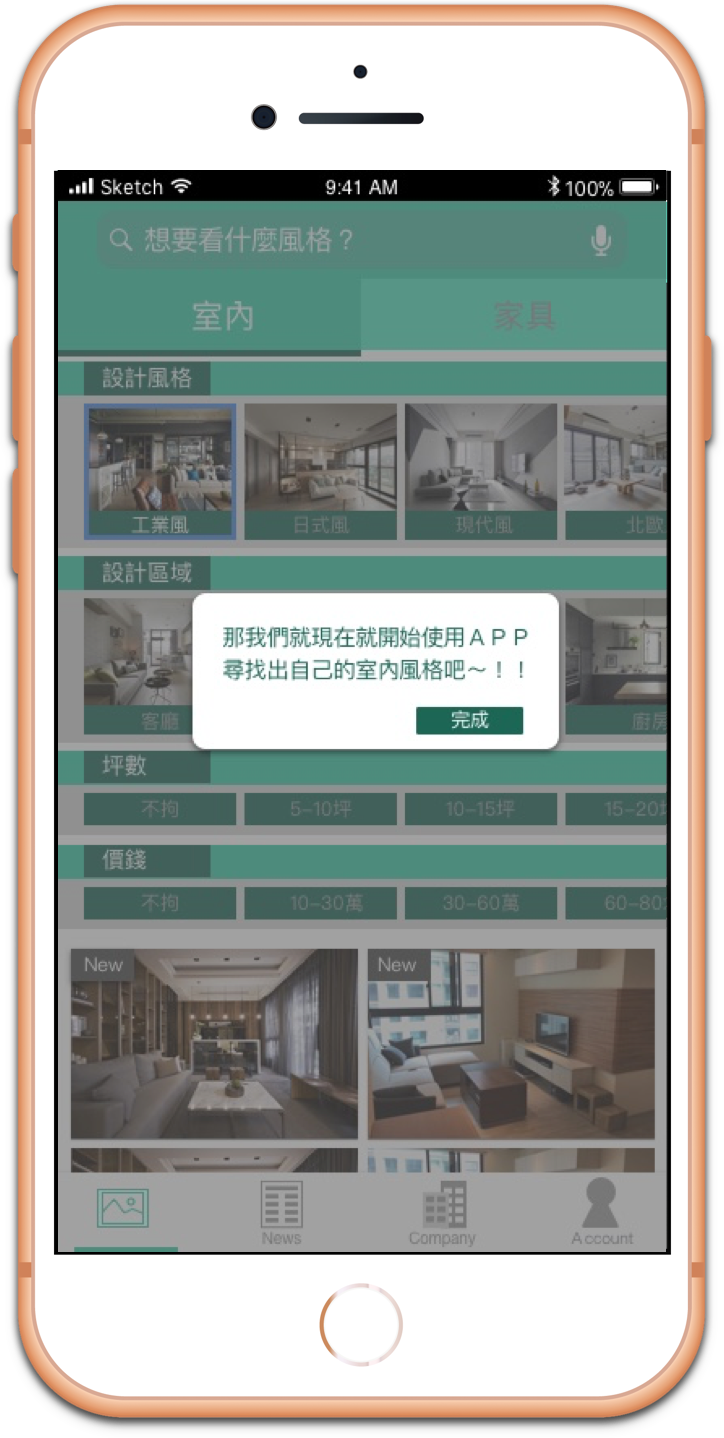 Sketch 9:41 AM 100%
想要看什麼風格？
室內 家具
設計風格
工業風 日式風 現代風 北歐
設計區域
那我們就現在就開始使用ＡＰＰ
尋找出自己的室內風格吧～！！
完成
客廳 廚房
坪數
不拘 5–10坪 10–15坪 15–20
價錢
不拘 10–30萬 30–60萬 60–80
New New
News Company Account